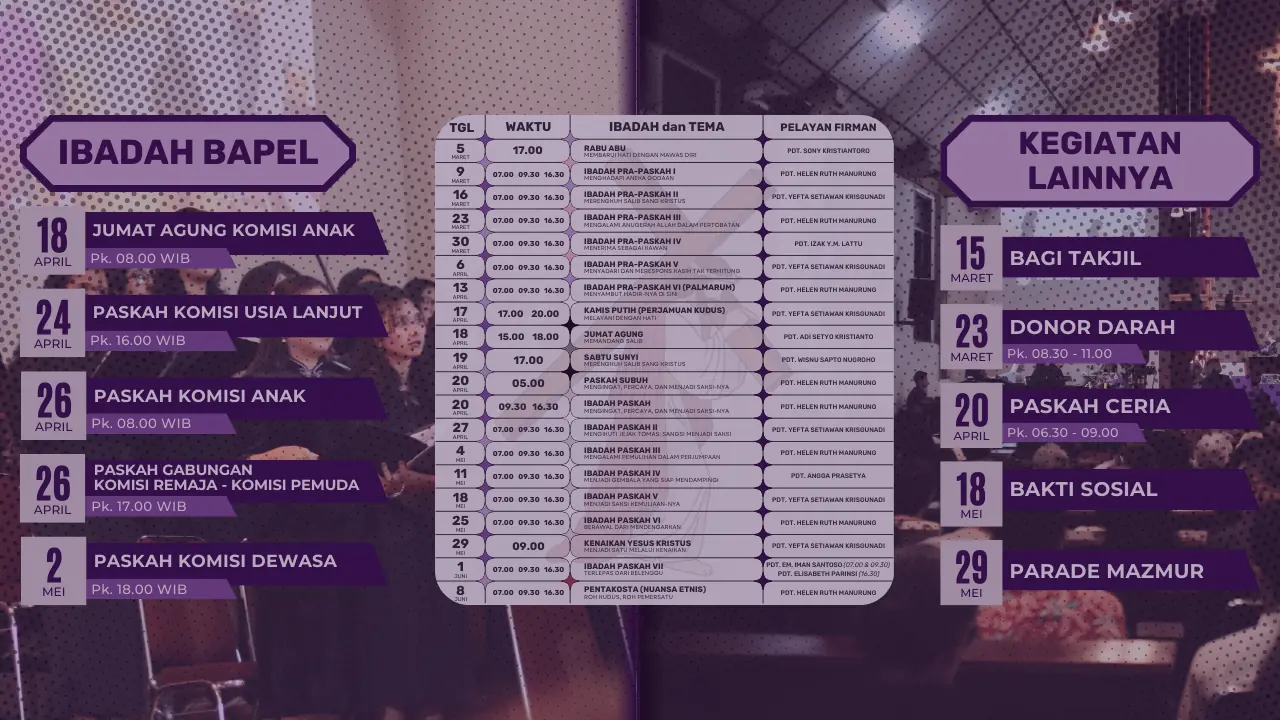 IBADAH BAPEL
18
APRIL
JUMAT AGUNG KOMISI ANAK
Pk. 08.00 WIB
24
APRIL
PASKAH KOMISI USIA LANJUT
Pk. 16.00 WIB
26
APRIL
PASKAH KOMISI ANAK
Pk. 08.00 WIB
26
APRIL
PASKAH GABUNGAN
KOMISI REMAJA - KOMISI PEMUDA
Pk. 17.00 WIB
2
MEI
PASKAH KOMISI DEWASA
Pk. 18.00 WIB
TGL WAKTU IBADAH dan TEMA PELAYAN FIRMAN
5 MARET 17.00 RABU ABU PDT. SONY KRISTIANTORO
MEMBARUI HATI DENGAN MAWAS DIRI
9 MARET 07.00 09.30 16.30 IBADAH PRA-PASKAH I PDT. HELEN RUTH MANURUNG
MENGHADAPI ANEKA GODAAN
16 MARET 07.00 09.30 16.30 IBADAH PRA-PASKAH II PDT. YEFTA SETIAWAN KRISGUNADI
MERENGKUH SALIB SANG KRISTUS
23 MARET 07.00 09.30 16.30 IBADAH PRA-PASKAH III PDT. HELEN RUTH MANURUNG
MENGALAMI ANUGERAH ALLAH DALAM PERTOBATAN
30 MARET 07.00 09.30 16.30 IBADAH PRA-PASKAH IV PDT. IZAK Y.M. LATTU
MENERIMA SEBAGAI KAWAN
6 APRIL 07.00 09.30 16.30 IBADAH PRA-PASKAH V PDT. YEFTA SETIAWAN KRISGUNADI
MENYADARI DAN MERESPONS KASIH TAK TERHITUNG
13 APRIL 07.00 09.30 16.30 IBADAH PRA-PASKAH VI (PALMARUM) PDT. HELEN RUTH MANURUNG
MENYAMBUT HADIR-NYA DI SINI
17 APRIL 17.00 20.00 KAMIS PUTIH (PERJAMUAN KUDUS) PDT. YEFTA SETIAWAN KRISGUNADI
MELAYANI DENGAN HATI
18 APRIL 15.00 18.00 JUMAT AGUNG PDT. ADI SETYO KRISTIANTO
MEMANDANG SALIB
19 APRIL 17.00 SABTU SUNYI PDT. WISNU SAPTO NUGROHO
MERENGKUH SALIB SANG KRISTUS
20 APRIL 05.00 PASKAH SUBUH PDT. HELEN RUTH MANURUNG
MENGINGAT, PERCAYA, DAN MENJADI SAKSI-NYA
20 APRIL 09.30 16.30 IBADAH PASKAH PDT. HELEN RUTH MANURUNG
MENGINGAT, PERCAYA, DAN MENJADI SAKSI-NYA
27 APRIL 07.00 09.30 16.30 IBADAH PASKAH II PDT. YEFTA SETIAWAN KRISGUNADI
MENGIKUTI JEJAK TOMAS: SANGSI MENJADI SAKSI
4 MEI 07.00 09.30 16.30 IBADAH PASKAH III PDT. HELEN RUTH MANURUNG
MENGALAMI PEMULIHAN DALAM PERJUMPAAN
11 MEI 07.00 09.30 16.30 IBADAH PASKAH IV PDT. ANGGA PRASETYA
MENJADI GEMBALA YANG SIAP MENDAMPINGI
18 MEI 07.00 09.30 16.30 IBADAH PASKAH V PDT. YEFTA SETIAWAN KRISGUNADI
MENJADI SAKSI KEMULIAAN-NYA
25 MEI 07.00 09.30 16.30 IBADAH PASKAH VI PDT. HELEN RUTH MANURUNG
BERAWAL DARI MENDENGARKAN
29 MEI 09.00 KENAIKAN YESUS KRISTUS PDT. YEFTA SETIAWAN KRISGUNADI
MENJADI SATU MELALUI KENAIKAN
1 JUNI 07.00 09.30 16.30 IBADAH PASKAH VII PDT. EM. IMAN SANTOSO (07.00 & 09.30)
TERLEPAS DARI BELENGGU PDT. ELISABETH PARINSI (16.30)
8 JUNI 07.00 09.30 16.30 PENTAKOSTA (NUANSA ETNIS) PDT. HELEN RUTH MANURUNG
ROH KUDUS, ROH PEMERSATU
KEGIATAN
LAINNYA
15
MARET
BAGI TAKJIL
23
MARET
DONOR DARAH
Pk. 08.30 - 11.00
20
APRIL
PASKAH CERIA
Pk. 06.30 - 09.00
18
MEI
BAKTI SOSIAL
29
MEI
PARADE MAZMUR